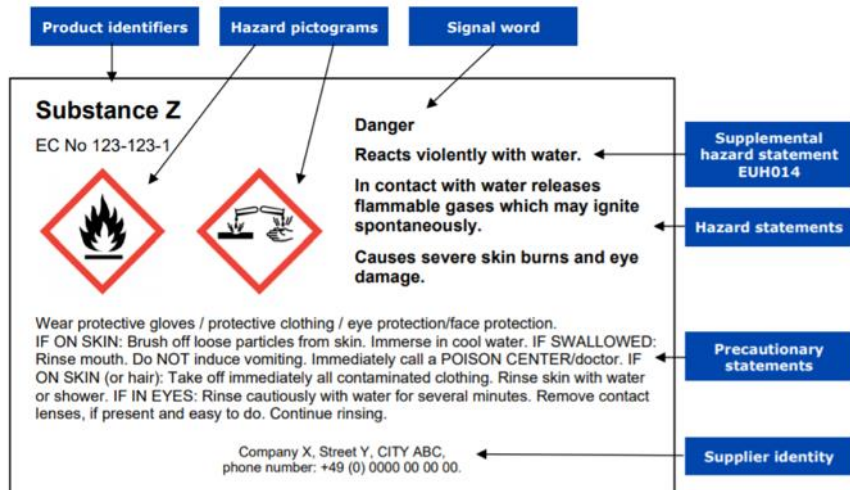 Product identifiers
Hazard pictograms
Signal word
Substance Z
EC No 123-123-1
Danger
Reacts violently with water.
In contact with water releases
flammable gases which may ignite
spontaneously.
Causes severe skin burns and eye
damage.
Supplemental
hazard statement
EUH014
Hazard statements
Wear protective gloves / protective clothing / eye protection/face protection.
IF ON SKIN: Brush off loose particles from skin. Immerse in cool water. IF SWALLOWED:
Rinse mouth. Do NOT induce vomiting. Immediately call a POISON CENTER/doctor. IF
ON SKIN (or hair): Take off immediately all contaminated clothing. Rinse skin with water
or shower. IF IN EYES: Rinse cautiously with water for several minutes. Remove contact
lenses, if present and easy to do. Continue rinsing.
Precautionary
statements
Company X, Street Y, CITY ABC,
phone number: +49 (0) 0000 00 00 00.
Supplier identity